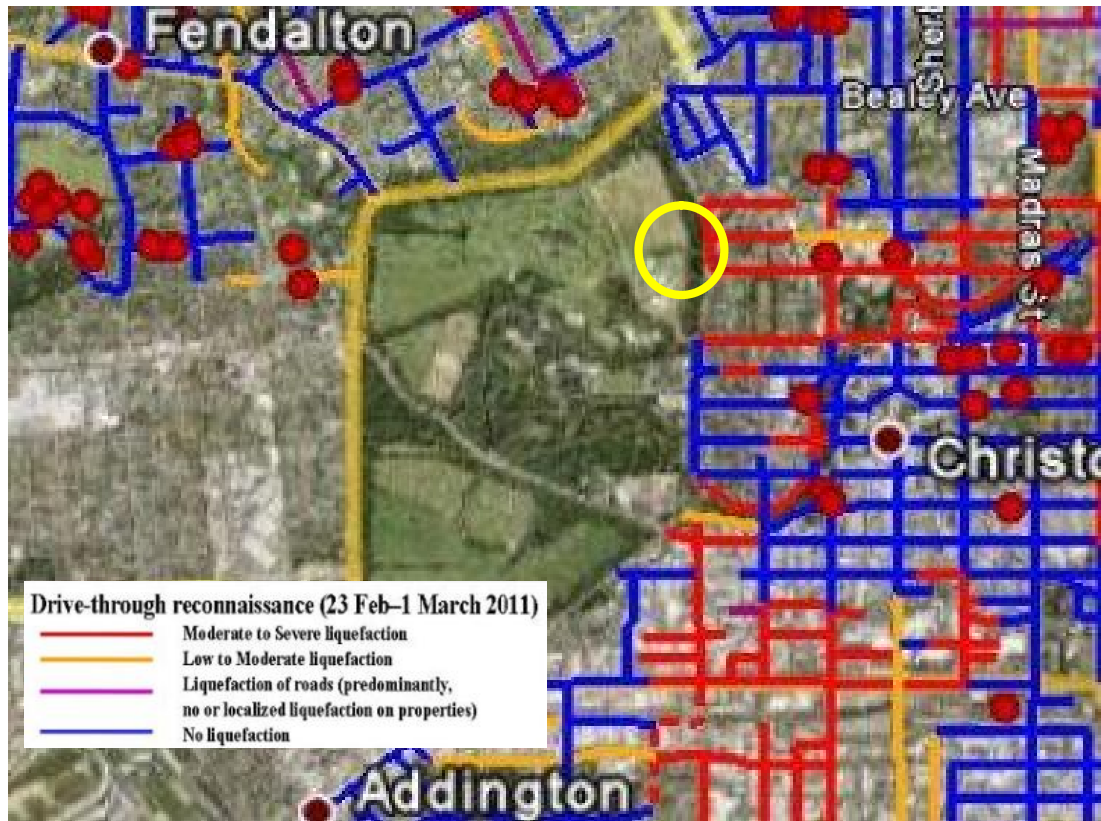 Fendalton
Sherb
Bealey Ave
Madras St
Christc
Drive-through reconnaissance (23 Feb–1 March 2011)
Moderate to Severe liquefaction
Low to Moderate liquefaction
Liquefaction of roads (predominantly,
no or localized liquefaction on properties)
No liquefaction
Addington